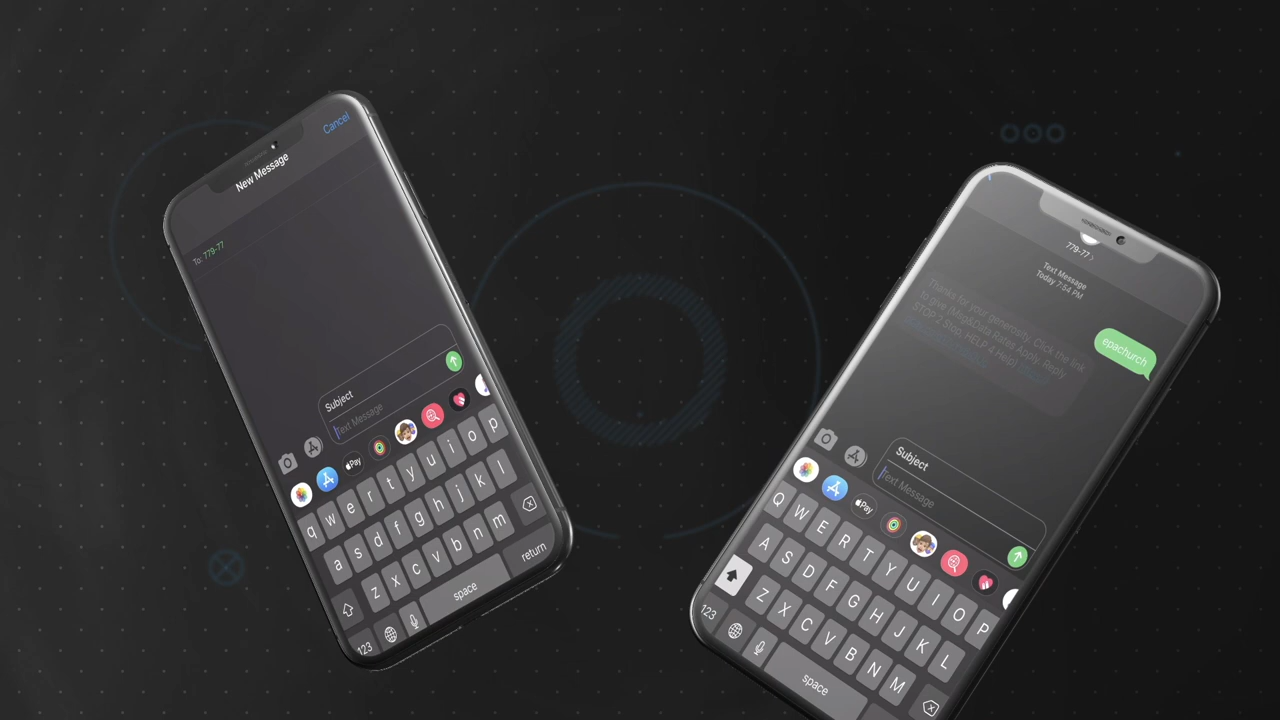 Cancel
New Message
To: 779-77
Subject
Text Message
Pay
q w e r t y u i o p
a s d f g h j k l
z x c v b n m
123
space
return
779-77
Text Message
Today 7:54 PM
epachurch
Thanks for your generosity. Click the link
to give (Msg&Data Rates Apply. Reply
STOP 2 Stop, HELP 4 Help)
Subject
Text Message
Pay
Q W E R T Y U I O P
A S D F G H J K L
Z X C V B N M
123
space